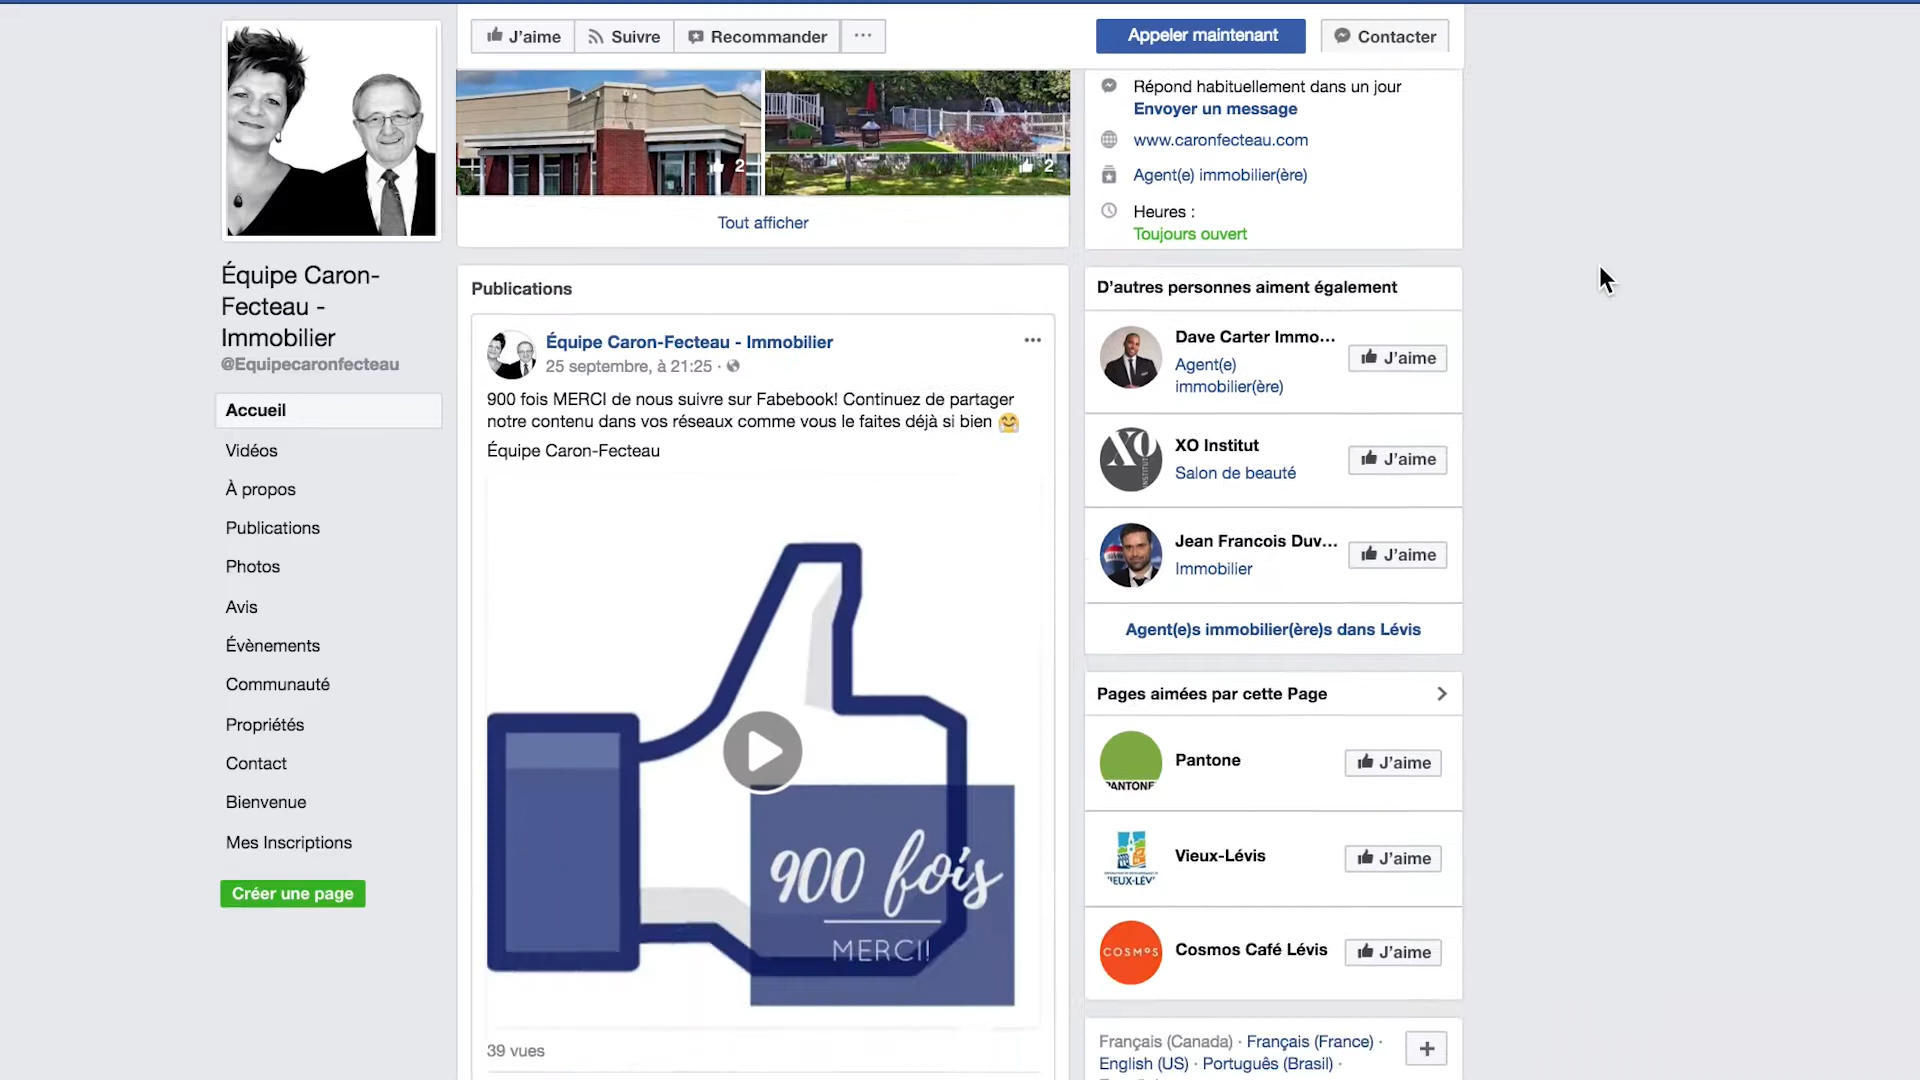 J'aime
Suivre
Recommander
Appeler maintenant
Contacter
2
2
Tout afficher
Répond habituellement dans un jour
Envoyer un message
www.caronfecteau.com
Agent(e) immobilier(ère)
Heures :
Toujours ouvert
Équipe Caron-
Fecteau -
Immobilier
@Equipecaronfecteau
Accueil
Vidéos
À propos
Publications
Photos
Avis
Évènements
Communauté
Propriétés
Contact
Bienvenue
Mes Inscriptions
Créer une page
Publications
Équipe Caron-Fecteau - Immobilier
25 septembre, à 21:25 ·
900 fois MERCI de nous suivre sur Fabebook! Continuez de partager
notre contenu dans vos réseaux comme vous le faites déjà si bien 🤗
Équipe Caron-Fecteau
900 fois
MERCI!
39 vues
D'autres personnes aiment également
Dave Carter Immo...
Agent(e)
immobilier(ère)
J'aime
XO
INSTITUT
XO Institut
Salon de beauté
J'aime
Jean Francois Duv...
Immobilier
J'aime
Agent(e)s immobilier(ère)s dans Lévis
Pages aimées par cette Page
PANTONE
Pantone
J'aime
Vieux-Lévis
J'aime
COSMOS
Cosmos Café Lévis
J'aime
Français (Canada) · Français (France) ·
English (US) · Português (Brasil) ·